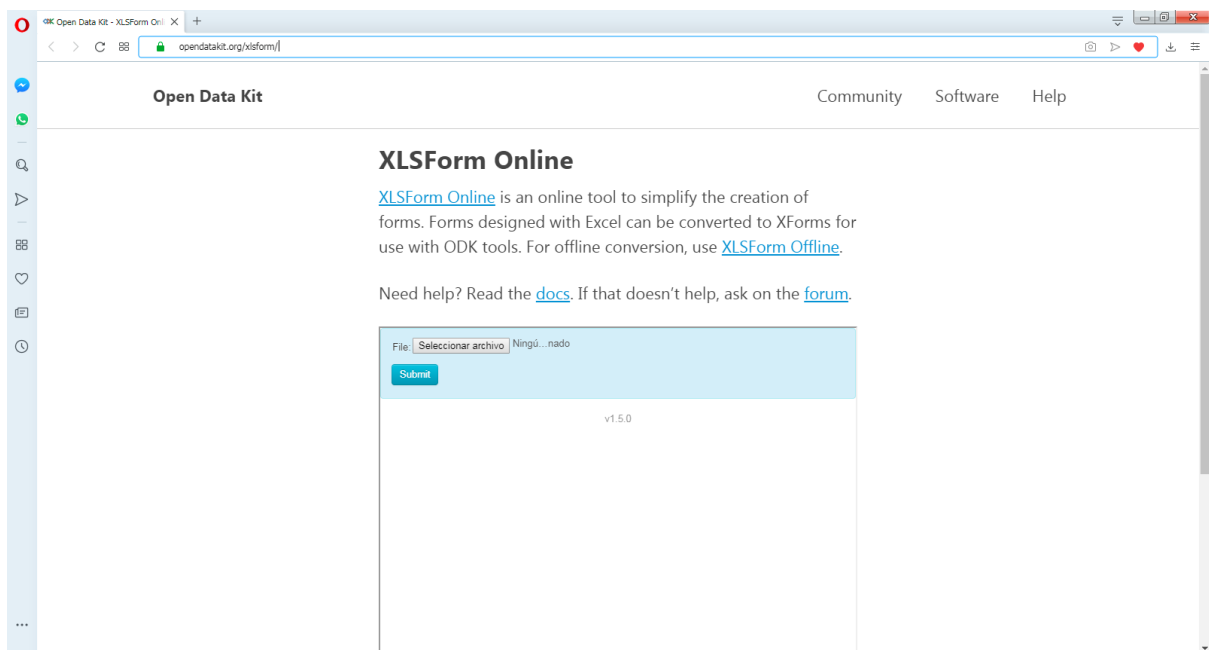 Open Data Kit - XLSForm Onli
opendatakit.org/xlsform/
Open Data Kit
Community Software Help
XLSForm Online
XLSForm Online is an online tool to simplify the creation of
forms. Forms designed with Excel can be converted to XForms for
use with ODK tools. For offline conversion, use XLSForm Offline.
Need help? Read the docs. If that doesn't help, ask on the forum.
File: Seleccionar archivo Ningú...nado
Submit
v1.5.0